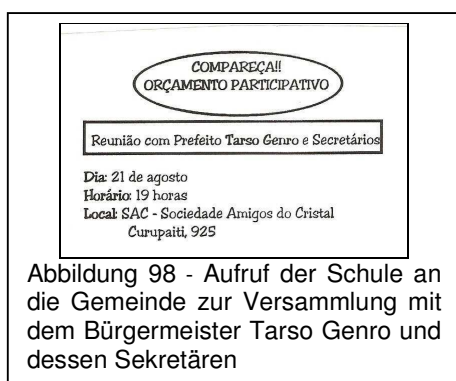 COMPAREÇA!!
ORÇAMENTO PARTICIPATIVO
Reunião com Prefeito Tarso Genro e Secretários
Dia: 21 de agosto
Horário: 19 horas
Local: SAC - Sociedade Amigos do Cristal
Curupaiti, 925
Abbildung 98 - Aufruf der Schule an
die Gemeinde zur Versammlung mit
dem Bürgermeister Tarso Genro und
dessen Sekretären